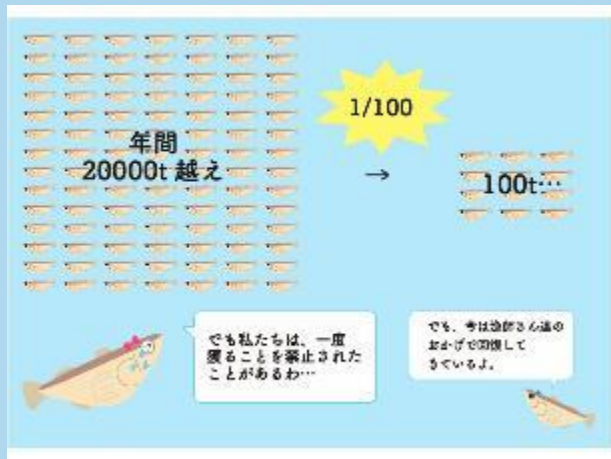 年間
20000t 越え
1/100
→
100t…
でも私たちは、一度
獲ることを禁止された
ことがあるわ…
でも、今は漁師さん達の
おかげで回復して
きているよ。